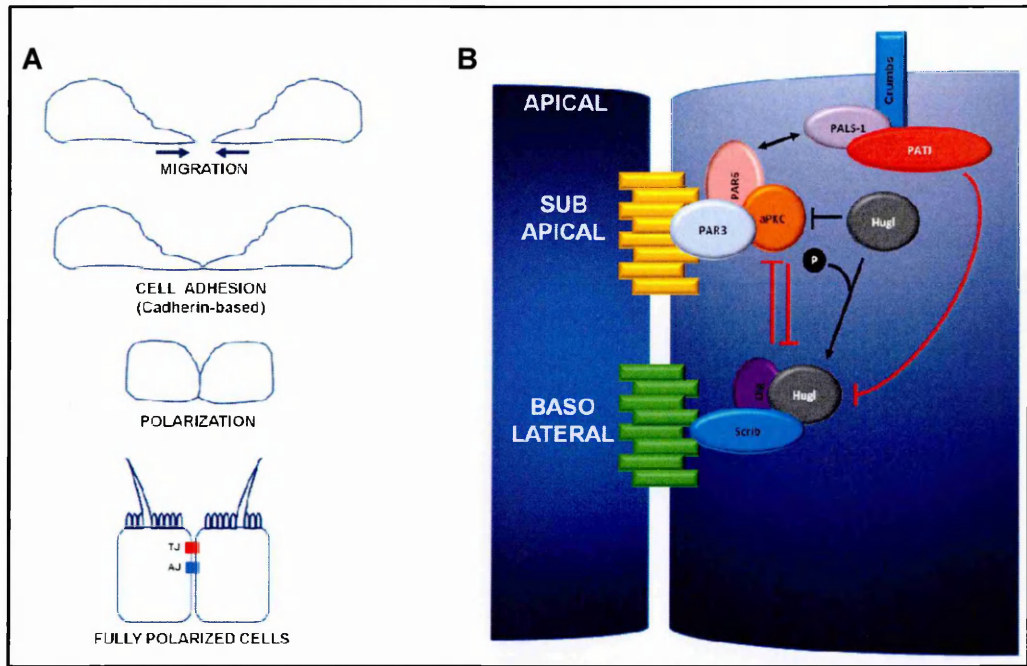 A
MIGRATION
CELL ADHESION
(Cadherin-based)
POLARIZATION
TJ
AJ
FULLY POLARIZED CELLS
B
APICAL
SUB
APICAL
BASO
LATERAL
Crumbs
PALS-1
PATJ
PAR6
aPKC
PAR3
Hugl
P
Hugl
Scrib